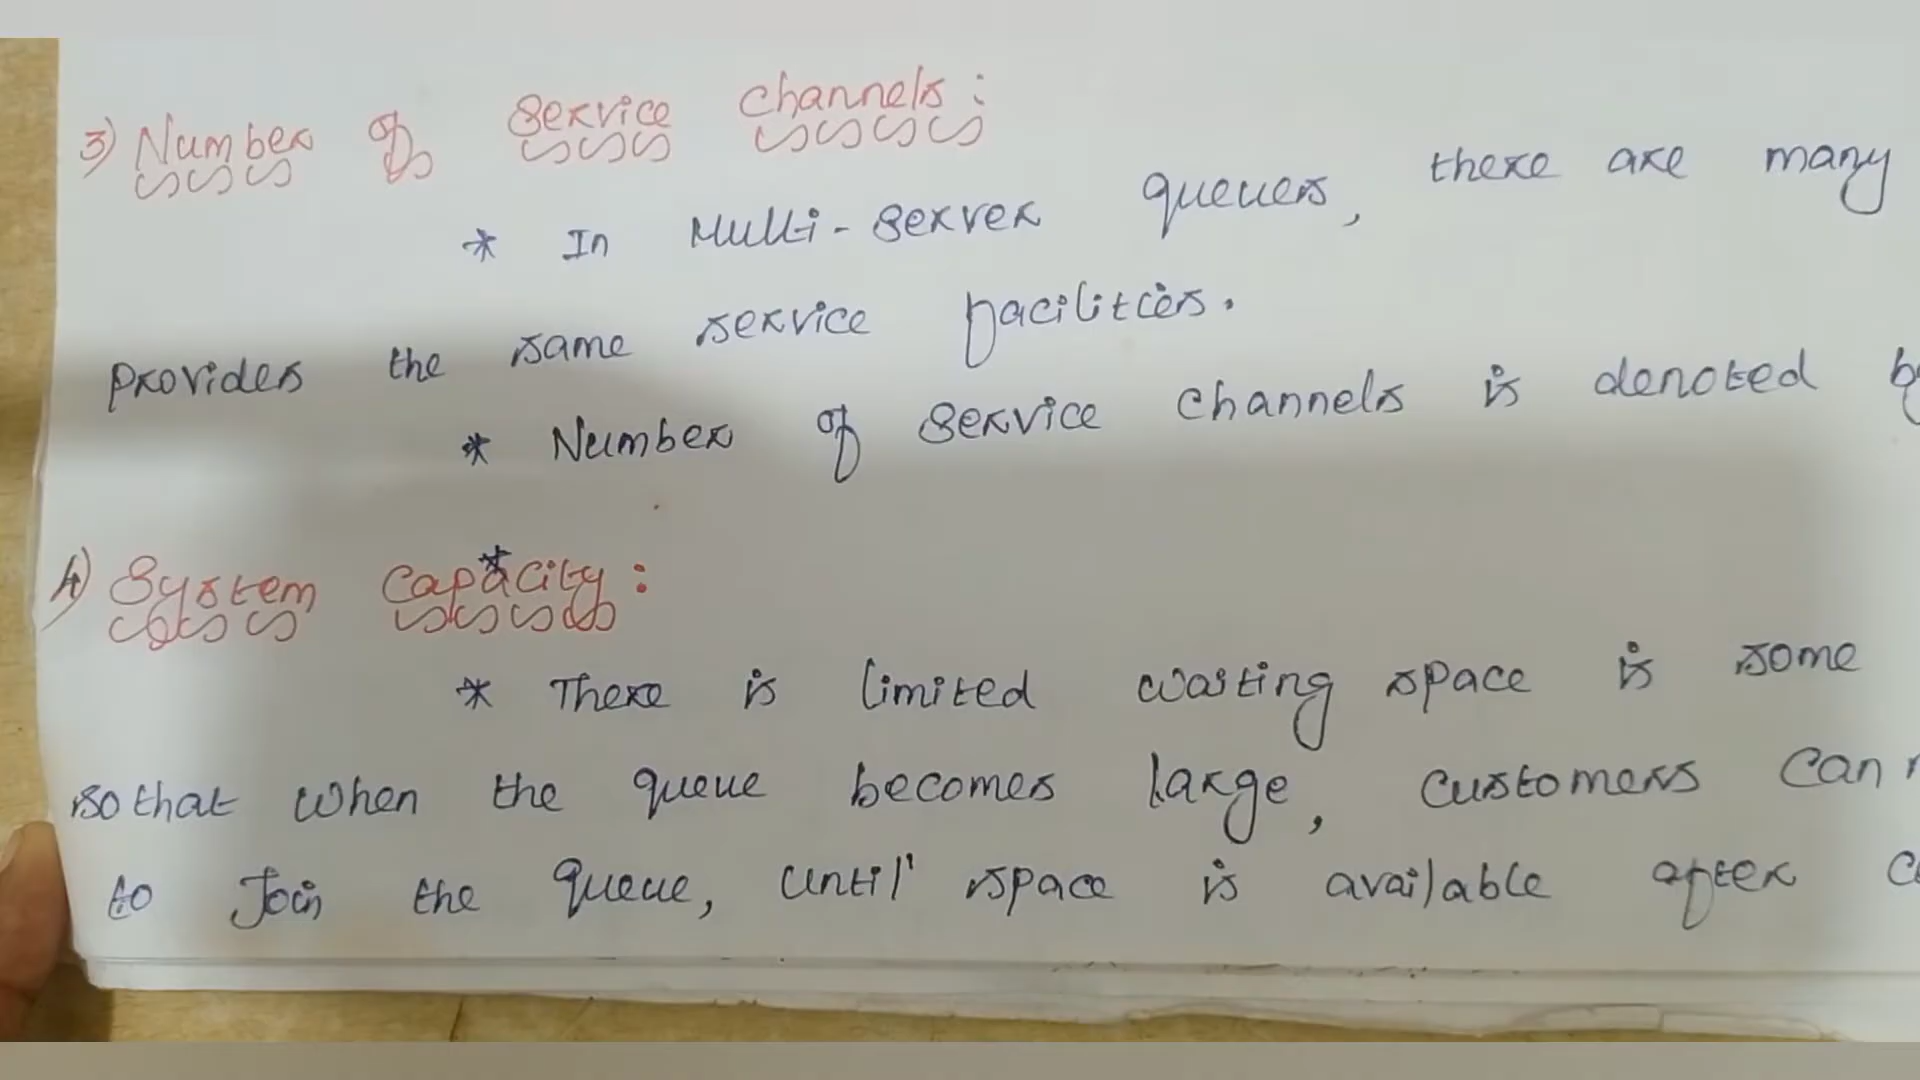 3) Number of Service Channels:
* In Multi-Server queues, there are many
provides the same service facilities.
* Number of Service channels is denoted
4) System Capacity:
* There is limited waiting space is some
so that when the queue becomes large, customers can
to Join the queue, until space is available after